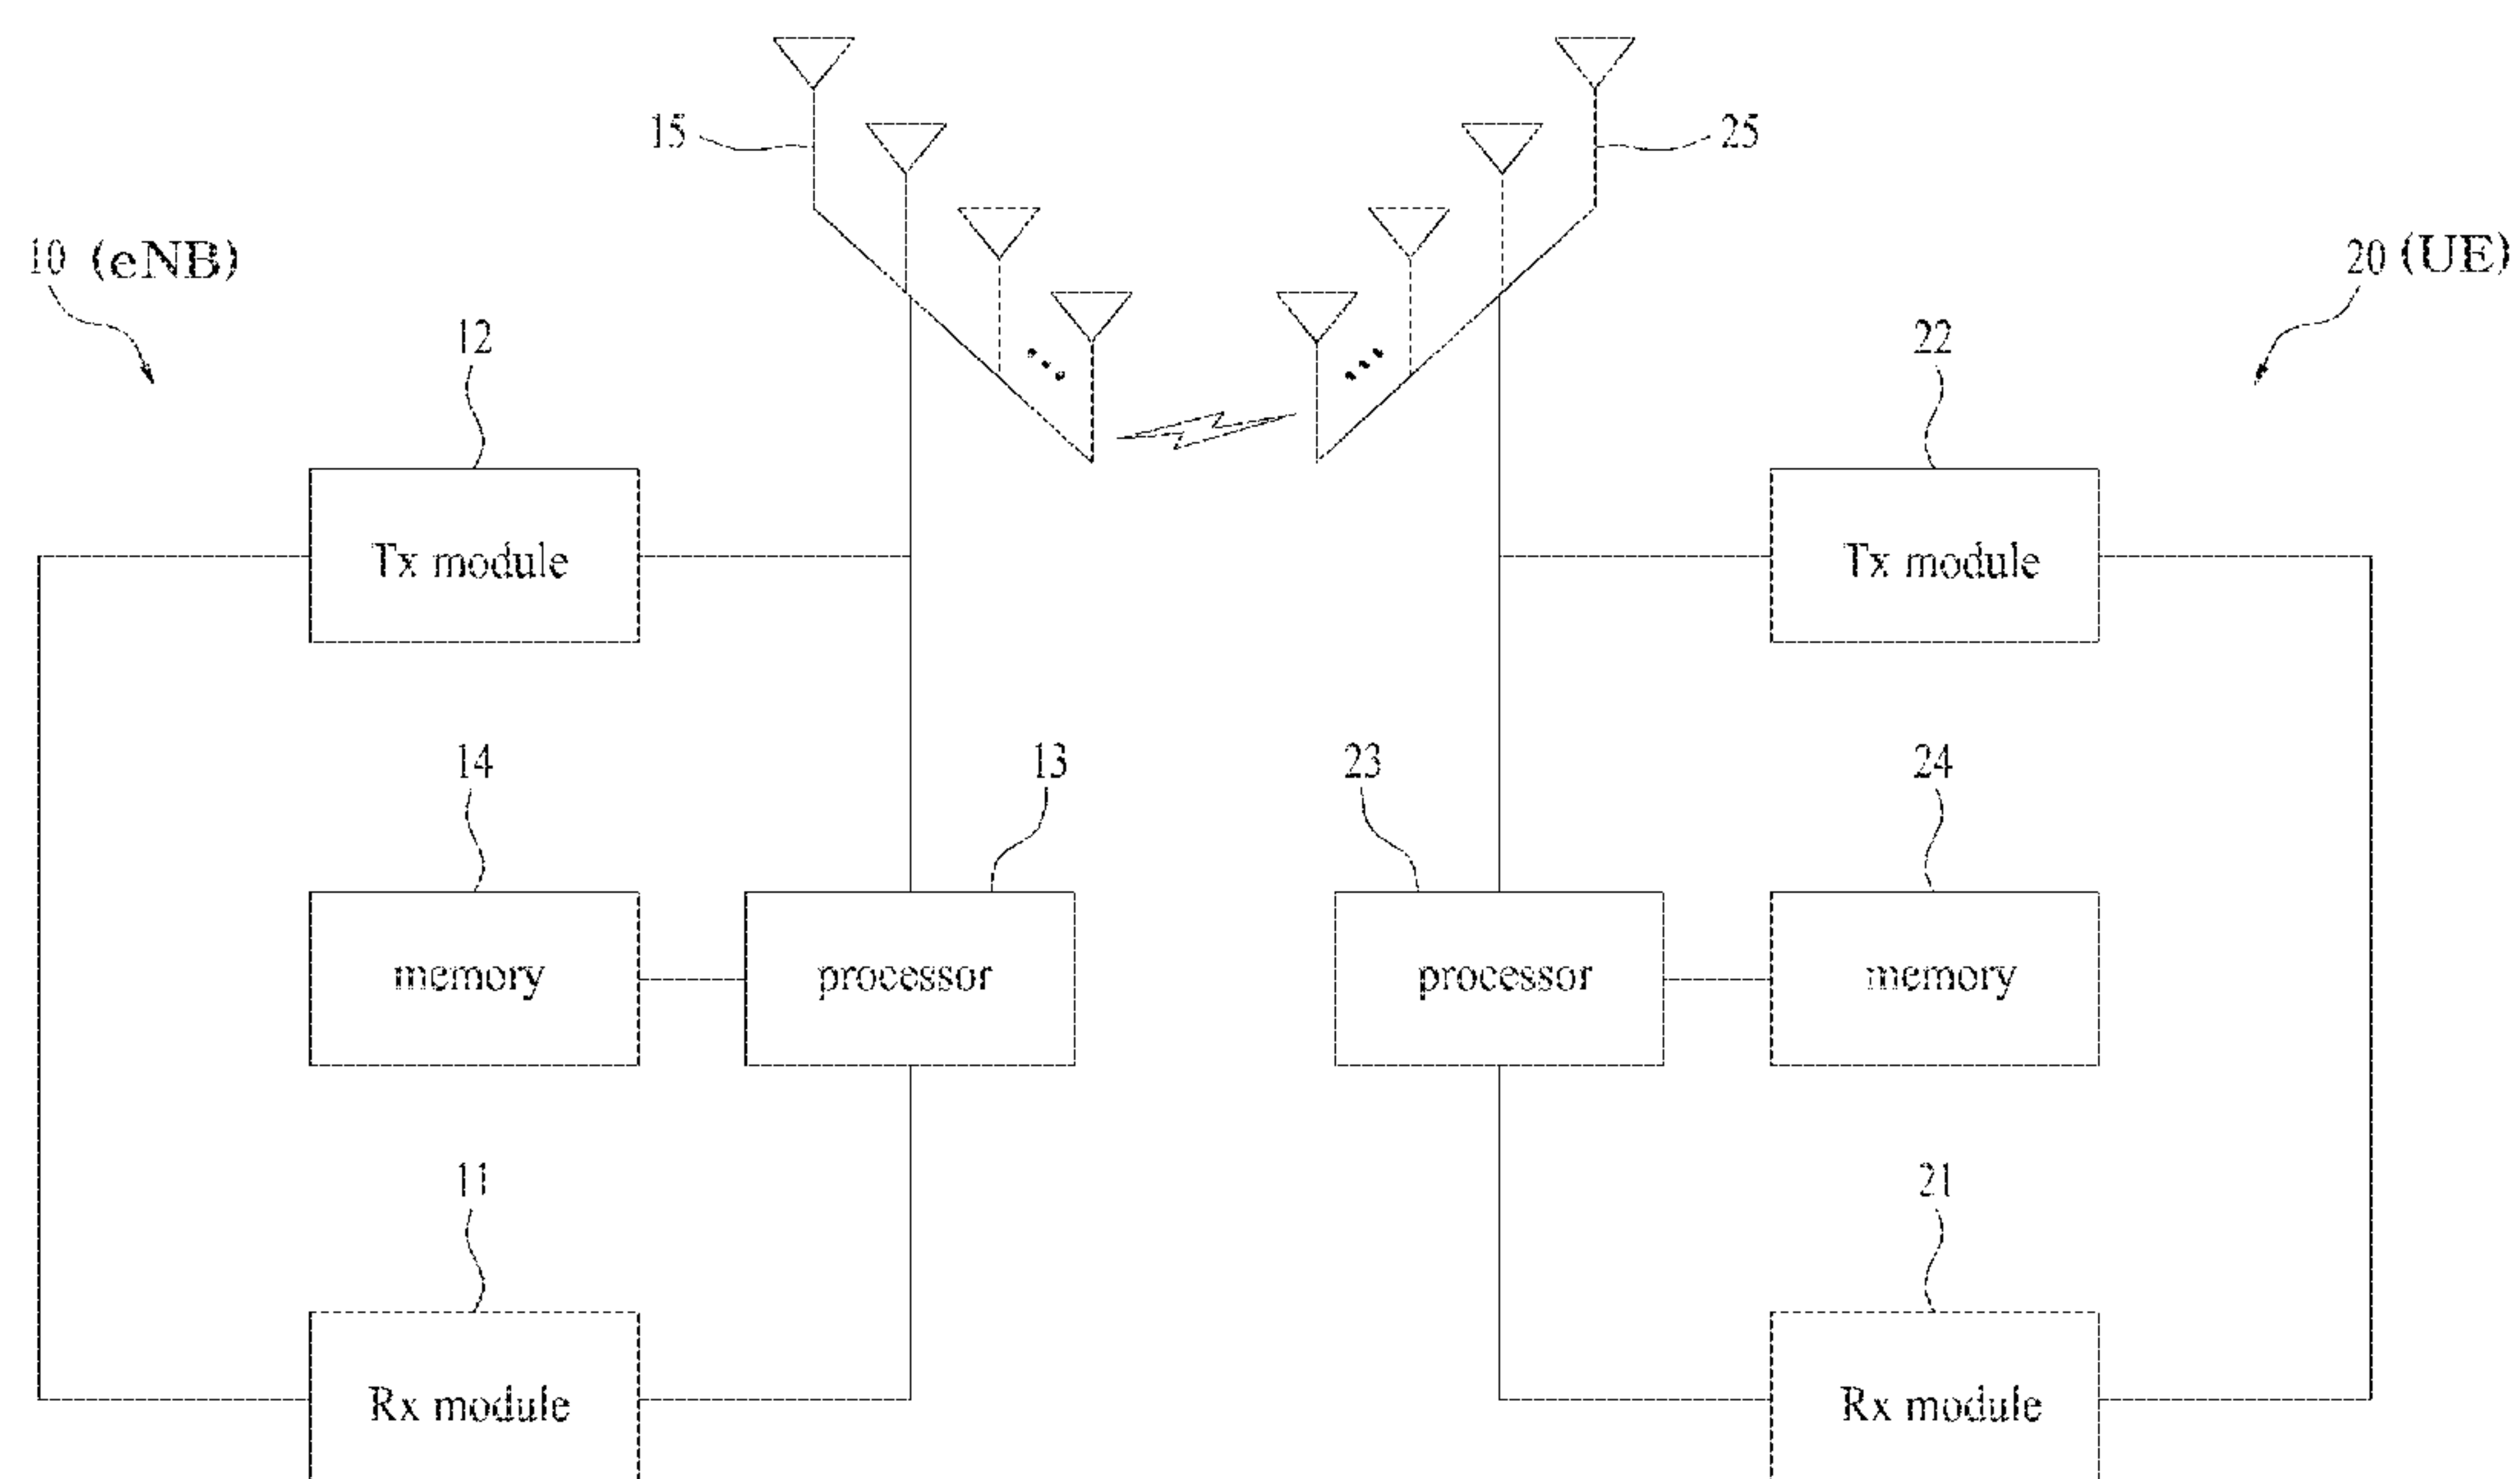 15
25
10 (eNB)
20 (UE)
12
22
Tx module
Tx module
14
13
23
24
memory
processor
processor
memory
11
21
Rx module
Rx module